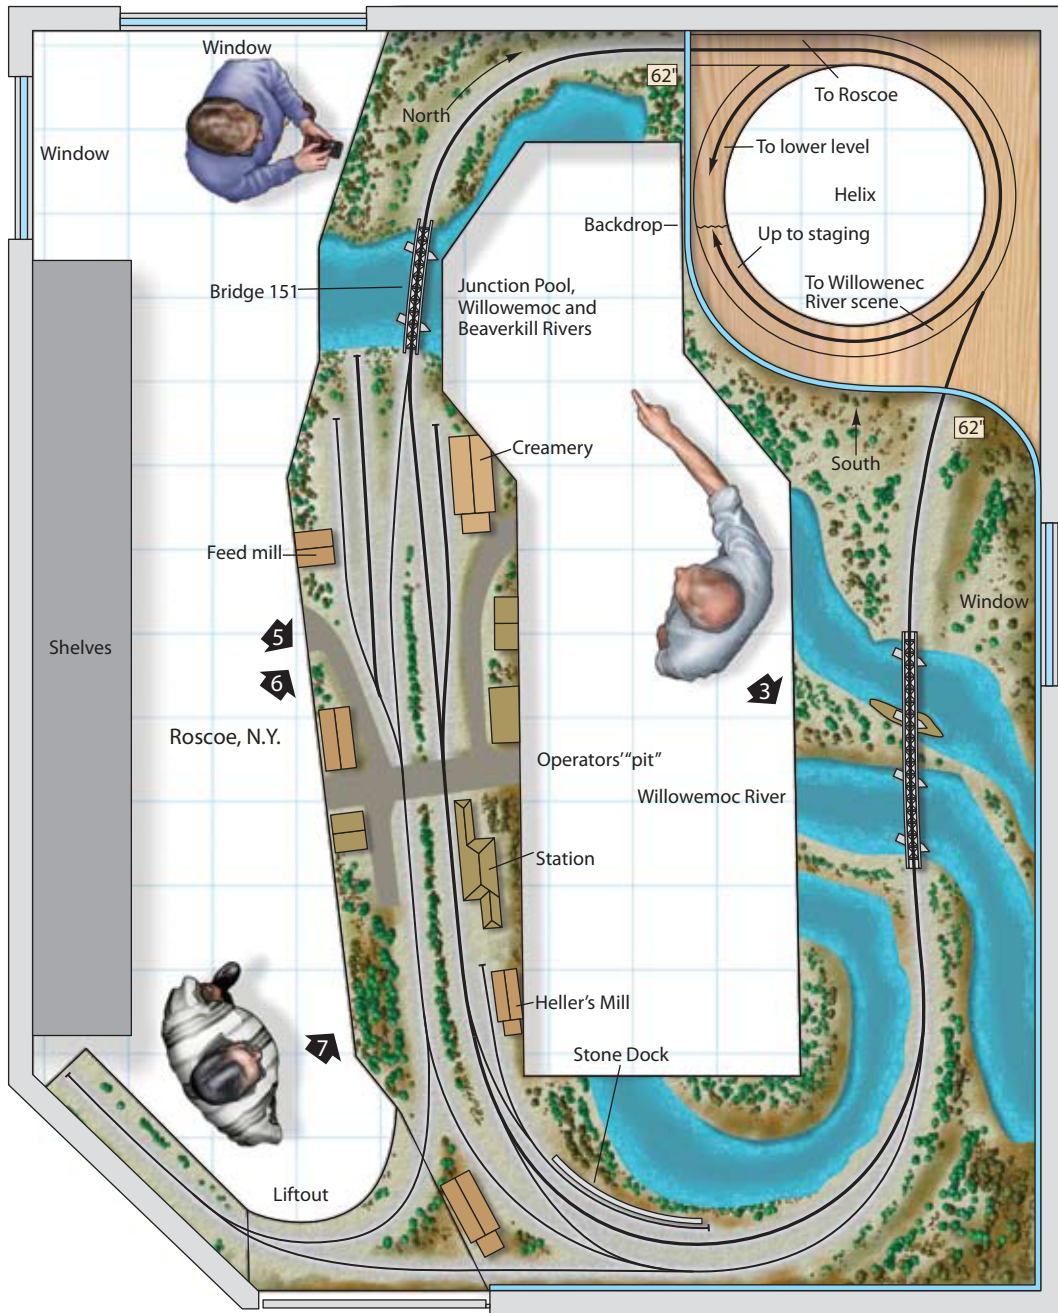 Window
62"
North
To Roscoe
To lower level
Window
Helix
Backdrop
Up to staging
Bridge 151
Junction Pool,
Willowemoc and
Beaverkill Rivers
To Willowenec
River scene
62"
South
Creamery
Feed mill
Window
5
Shelves
6
3
Roscoe, N.Y.
Operators'“pit”
Willowemoc River
Station
Heller's Mill
7
Stone Dock
Liftout